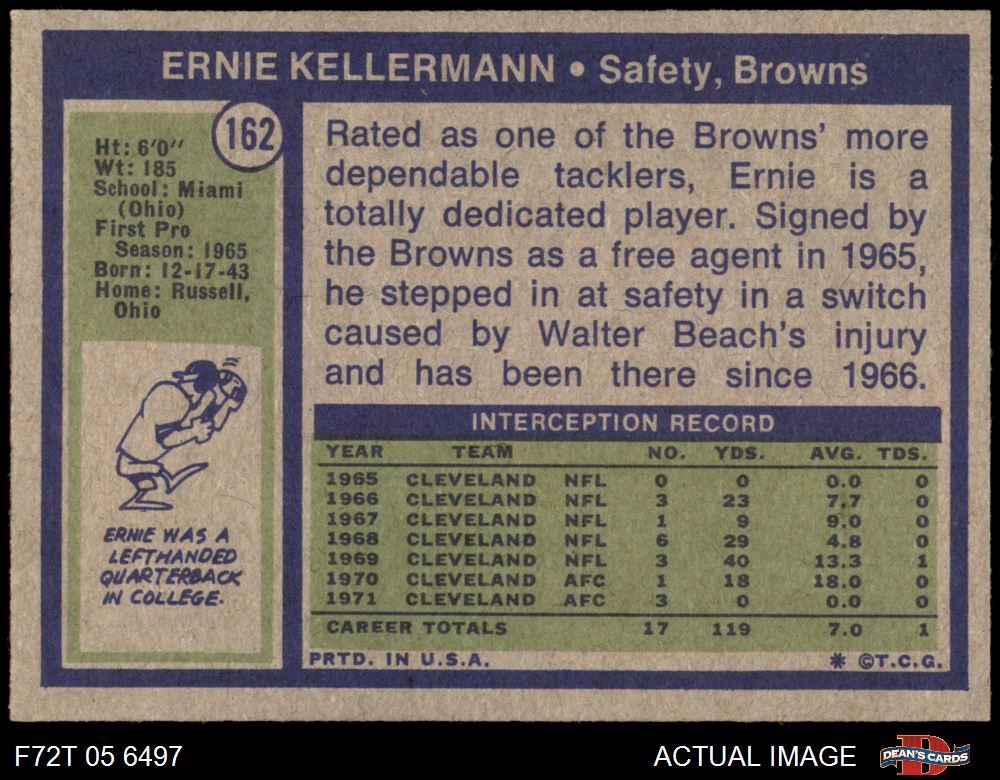 ERNIE KELLERMANN • Safety, Browns
162
Ht: 6'0"
Wt: 185
School: Miami
(Ohio)
First Pro
Season: 1965
Born: 12-17-43
Home: Russell,
Ohio
ERNIE WAS A
LEFTHANDED
QUARTERBACK
IN COLLEGE.
Rated as one of the Browns' more
dependable tacklers, Ernie is a
totally dedicated player. Signed by
the Browns as a free agent in 1965,
he stepped in at safety in a switch
caused by Walter Beach's injury
and has been there since 1966.
INTERCEPTION RECORD
YEAR TEAM NO. YDS. AVG. TDS.
1965 CLEVELAND NFL 0 0 0.0 0
1966 CLEVELAND NFL 3 23 7.7 0
1967 CLEVELAND NFL 1 9 9.0 0
1968 CLEVELAND NFL 6 29 4.8 0
1969 CLEVELAND NFL 3 40 13.3 1
1970 CLEVELAND AFC 1 18 18.0 0
1971 CLEVELAND AFC 3 0 0.0 0
CAREER TOTALS 17 119 7.0 1
PRTD. IN U.S.A. * ©T.C.G.
F72T 05 6497 ACTUAL IMAGE DEAN'S CARDS